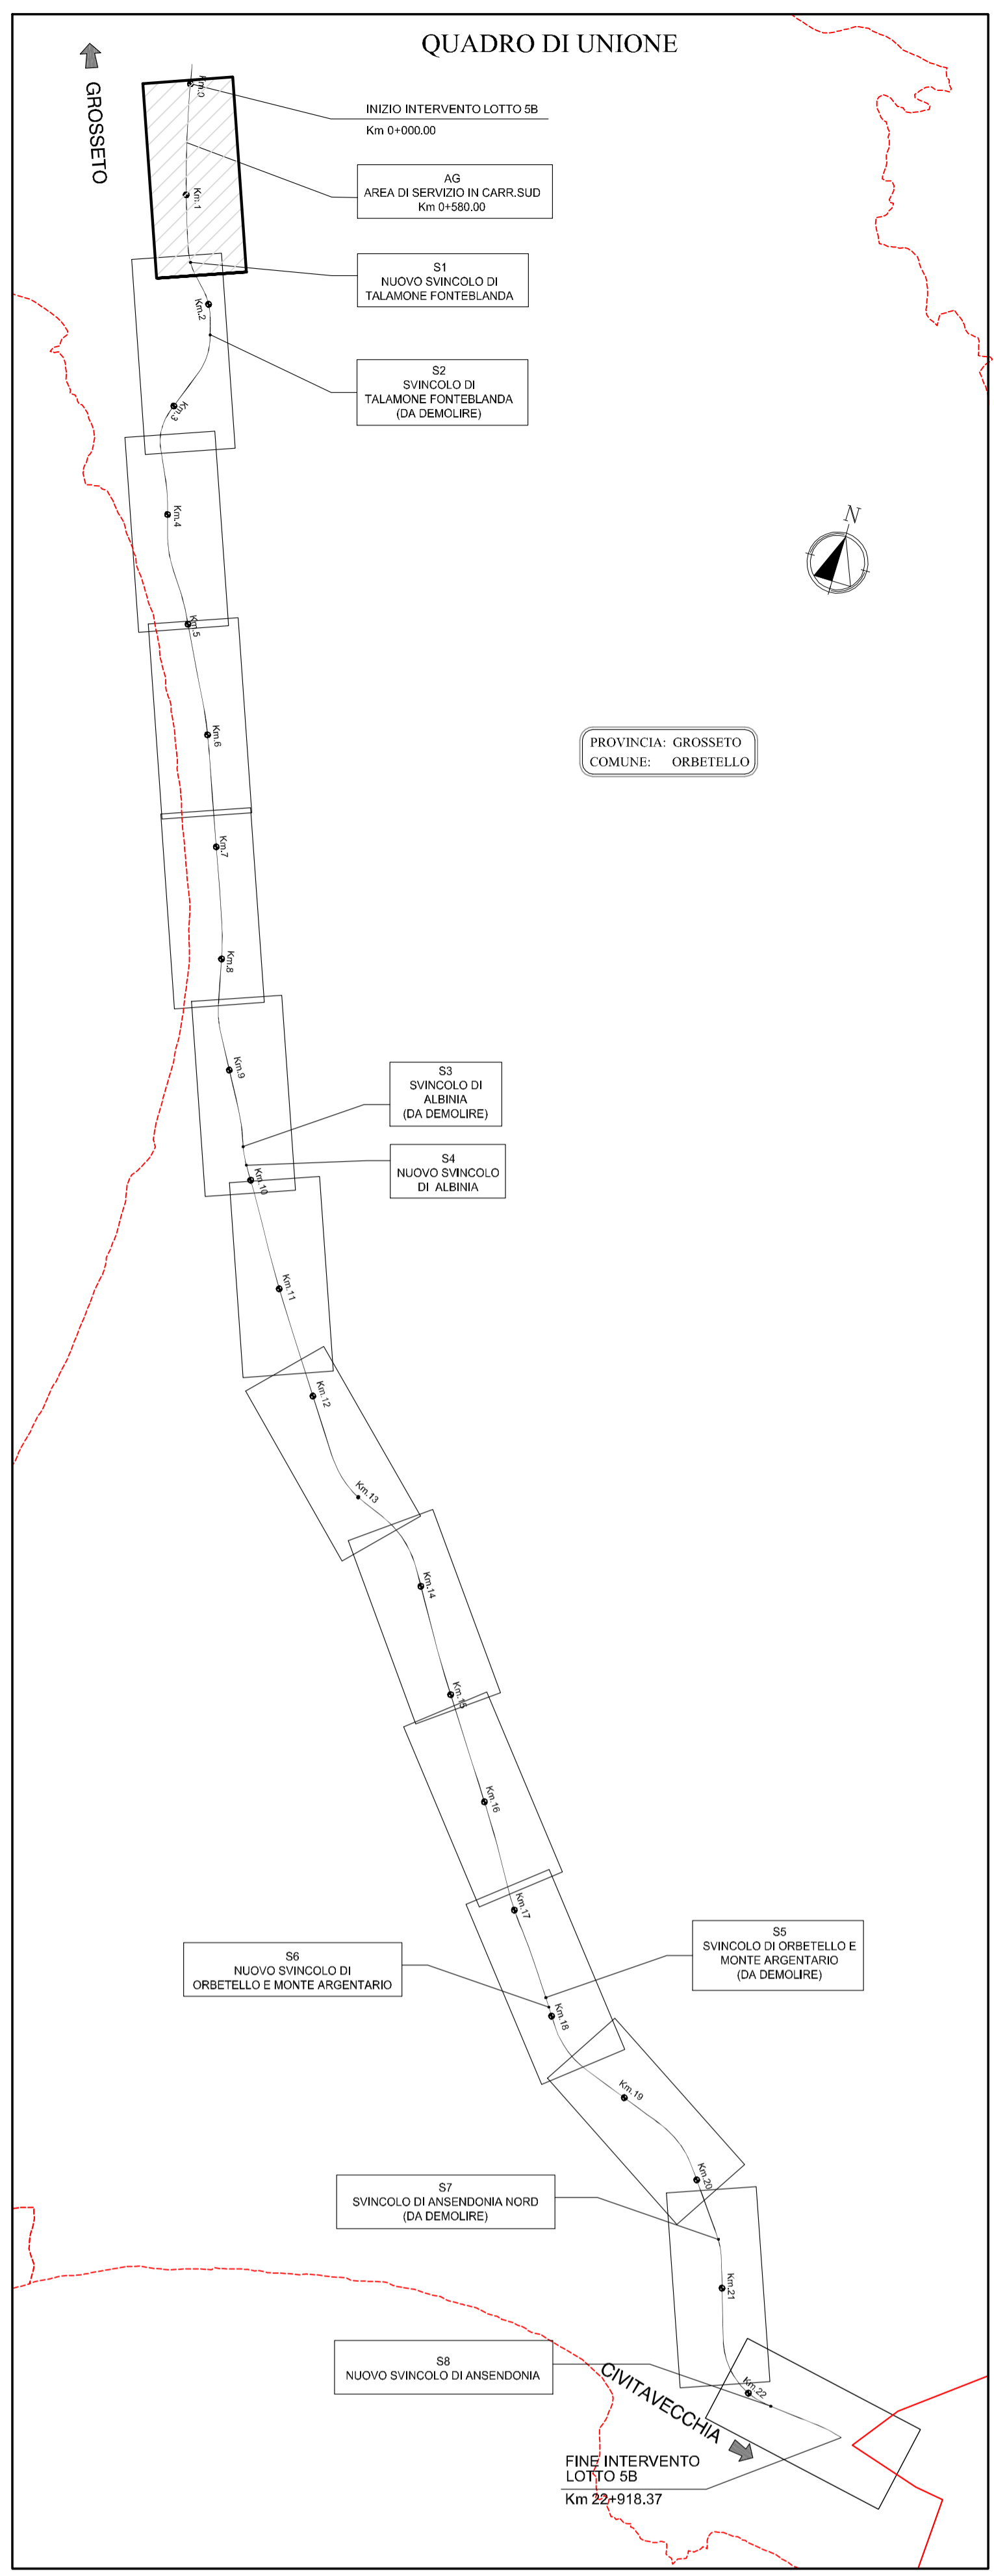 QUADRO DI UNIONE
GROSSETO
Km.0
INIZIO INTERVENTO LOTTO 5B
Km 0+000.00
AG
AREA DI SERVIZIO IN CARR.SUD
Km 0+580.00
Km.1
S1
NUOVO SVINCOLO DI
TALAMONE FONTEBLANDA
Km.2
S2
SVINCOLO DI
TALAMONE FONTEBLANDA
(DA DEMOLIRE)
Km.3
Km.4
N
Km.5
Km.6
PROVINCIA: GROSSETO
COMUNE: ORBETELLO
Km.7
Km.8
Km.9
S3
SVINCOLO DI
ALBINIA
(DA DEMOLIRE)
S4
NUOVO SVINCOLO
DI ALBINIA
Km.10
Km.11
Km.12
Km.13
Km.14
Km.15
Km.16
Km.17
S5
SVINCOLO DI ORBETELLO E
MONTE ARGENTARIO
(DA DEMOLIRE)
S6
NUOVO SVINCOLO DI
ORBETELLO E MONTE ARGENTARIO
Km.18
Km.19
Km.20
S7
SVINCOLO DI ANSENDONIA NORD
(DA DEMOLIRE)
Km.21
S8
NUOVO SVINCOLO DI ANSENDONIA
Km.22
CIVITAVECCHIA
FINE INTERVENTO
LOTTO 5B
Km 22+918.37